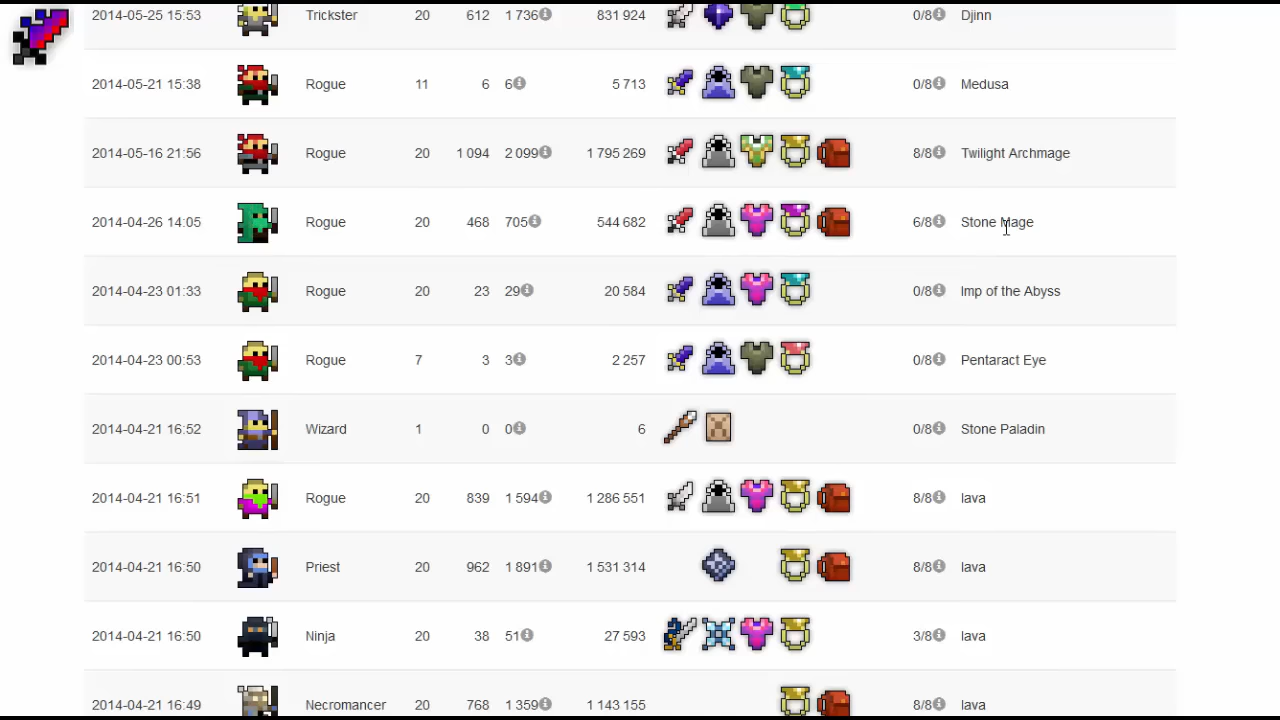 2014-05-25 15:53 Trickster 20 612 1 736 831 924 0/8 Djinn
2014-05-21 15:38 Rogue 11 6 6 5 713 0/8 Medusa
2014-05-16 21:56 Rogue 20 1 094 2 099 1 795 269 8/8 Twilight Archmage
2014-04-26 14:05 Rogue 20 468 705 544 682 6/8 Stone Mage
2014-04-23 01:33 Rogue 20 23 29 20 584 0/8 Imp of the Abyss
2014-04-23 00:53 Rogue 7 3 3 2 257 0/8 Pentaract Eye
2014-04-21 16:52 Wizard 1 0 0 6 0/8 Stone Paladin
2014-04-21 16:51 Rogue 20 839 1 594 1 286 551 8/8 lava
2014-04-21 16:50 Priest 20 962 1 891 1 531 314 8/8 lava
2014-04-21 16:50 Ninja 20 38 51 27 593 3/8 lava
2014-04-21 16:49 Necromancer 20 768 1 359 1 143 155 8/8 lava